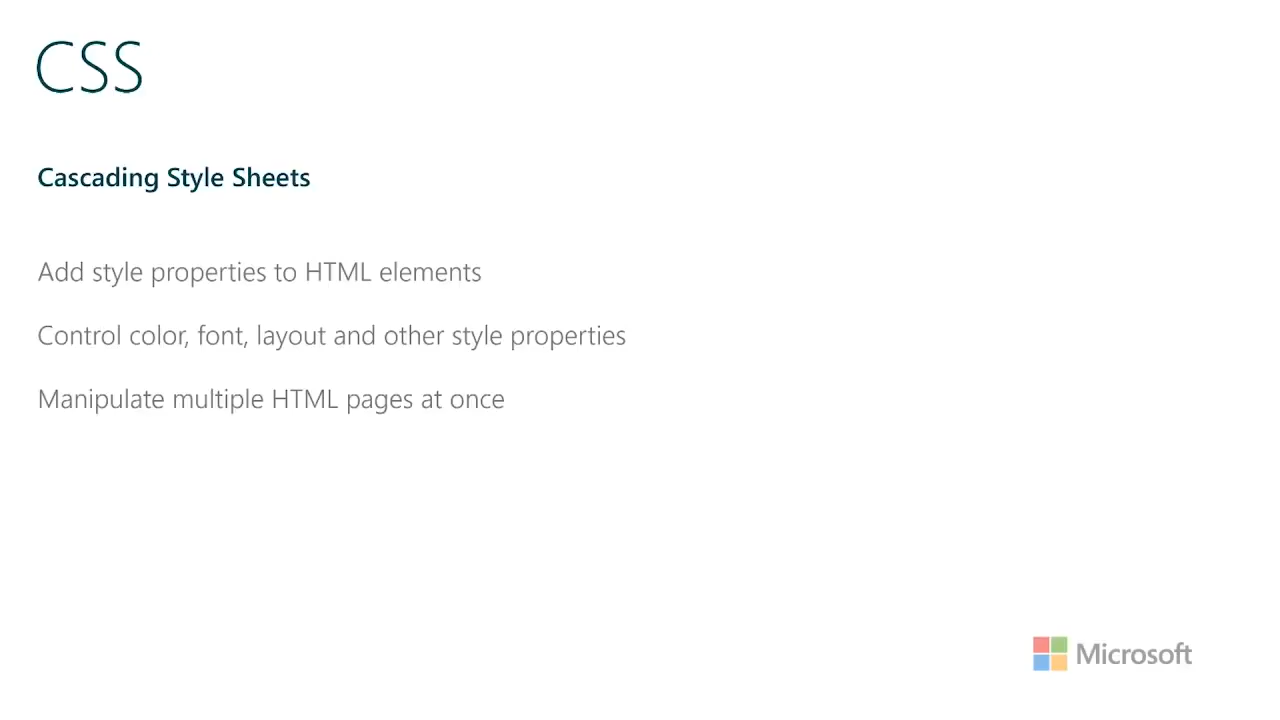 CSS
Cascading Style Sheets
Add style properties to HTML elements
Control color, font, layout and other style properties
Manipulate multiple HTML pages at once
Microsoft